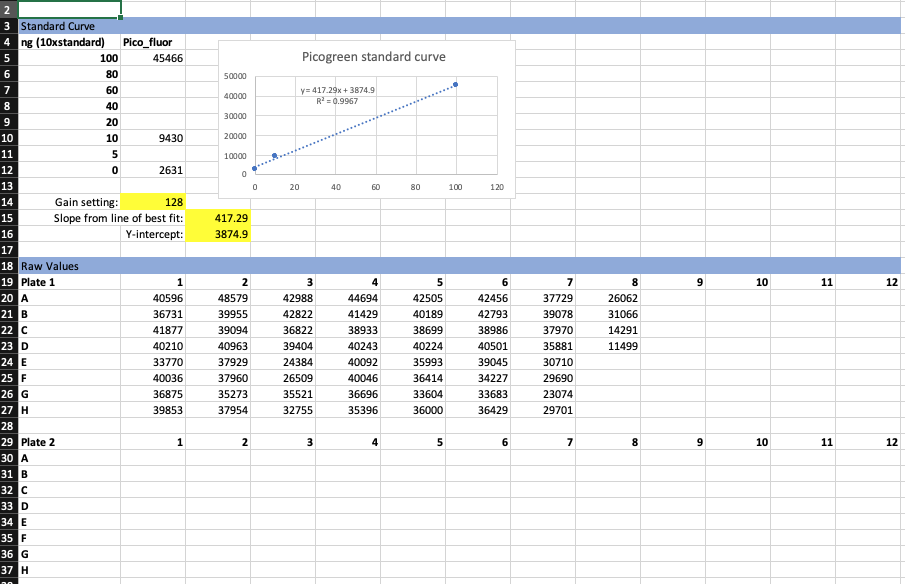 2
3 Standard Curve
4 ng (10xstandard) Pico_fluor
5 100 45466
6 80
7 60
8 40
9 20
10 10 9430
11 5
12 0 2631
13
Picogreen standard curve
50000
40000
30000
20000
10000
0
y = 417.29x + 3874.9
R² = 0.9967
0 20 40 60 80 100 120
14 Gain setting: 128
15 Slope from line of best fit: 417.29
16 Y-intercept: 3874.9
17
18 Raw Values
19 Plate 1 1 2 3 4 5 6 7 8 9 10 11 12
20 A 40596 48579 42988 44694 42505 42456 37729 26062
21 B 36731 39955 42822 41429 40189 42793 39078 31066
22 C 41877 39094 36822 38933 38699 38986 37970 14291
23 D 40210 40963 39404 40243 40224 40501 35881 11499
24 E 33770 37929 24384 40092 35993 39045 30710
25 F 40036 37960 26509 40046 36414 34227 29690
26 G 36875 35273 35521 36696 33604 33683 23074
27 H 39853 37954 32755 35396 36000 36429 29701
28
29 Plate 2 1 2 3 4 5 6 7 8 9 10 11 12
30 A
31 B
32 C
33 D
34 E
35 F
36 G
37 H